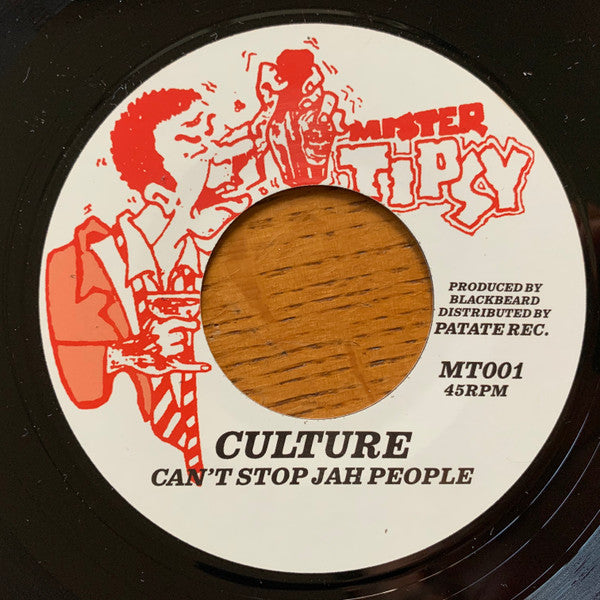 MISTER
TIPSY
PRODUCED BY
BLACKBEARD
DISTRIBUTED BY
PATATE REC.
MT001
45RPM
CULTURE
CAN'T STOP JAH PEOPLE